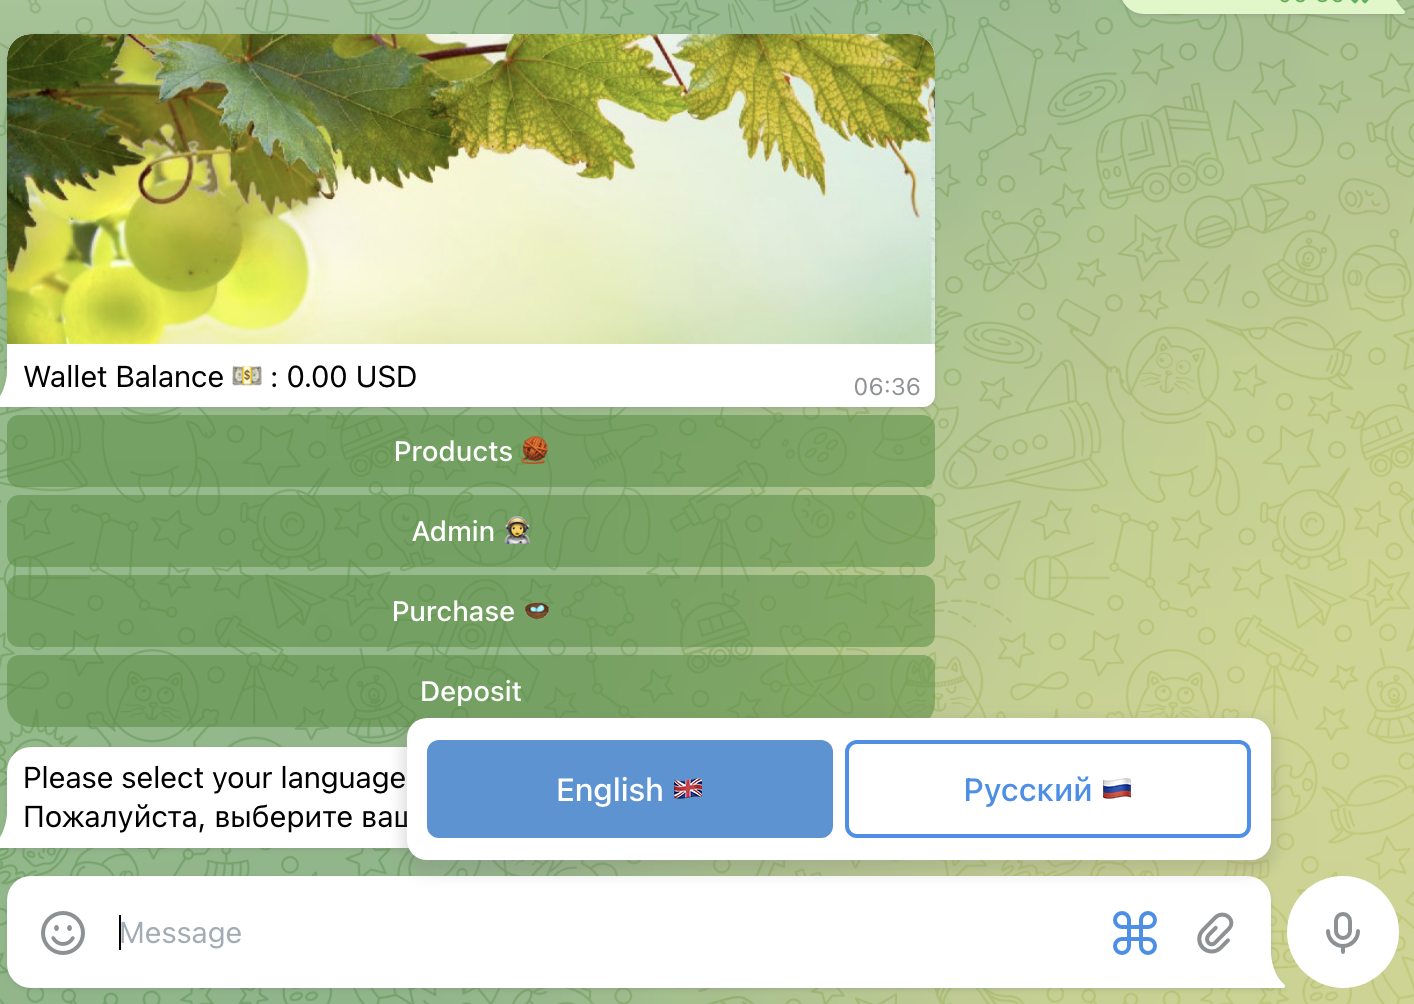 Wallet Balance 💵 : 0.00 USD
06:36
Products 🧶
Admin 👩‍🚀
Purchase 🪺
Deposit
Please select your language
Пожалуйста, выберите
English 🇬🇧
Русский 🇷🇺
Message